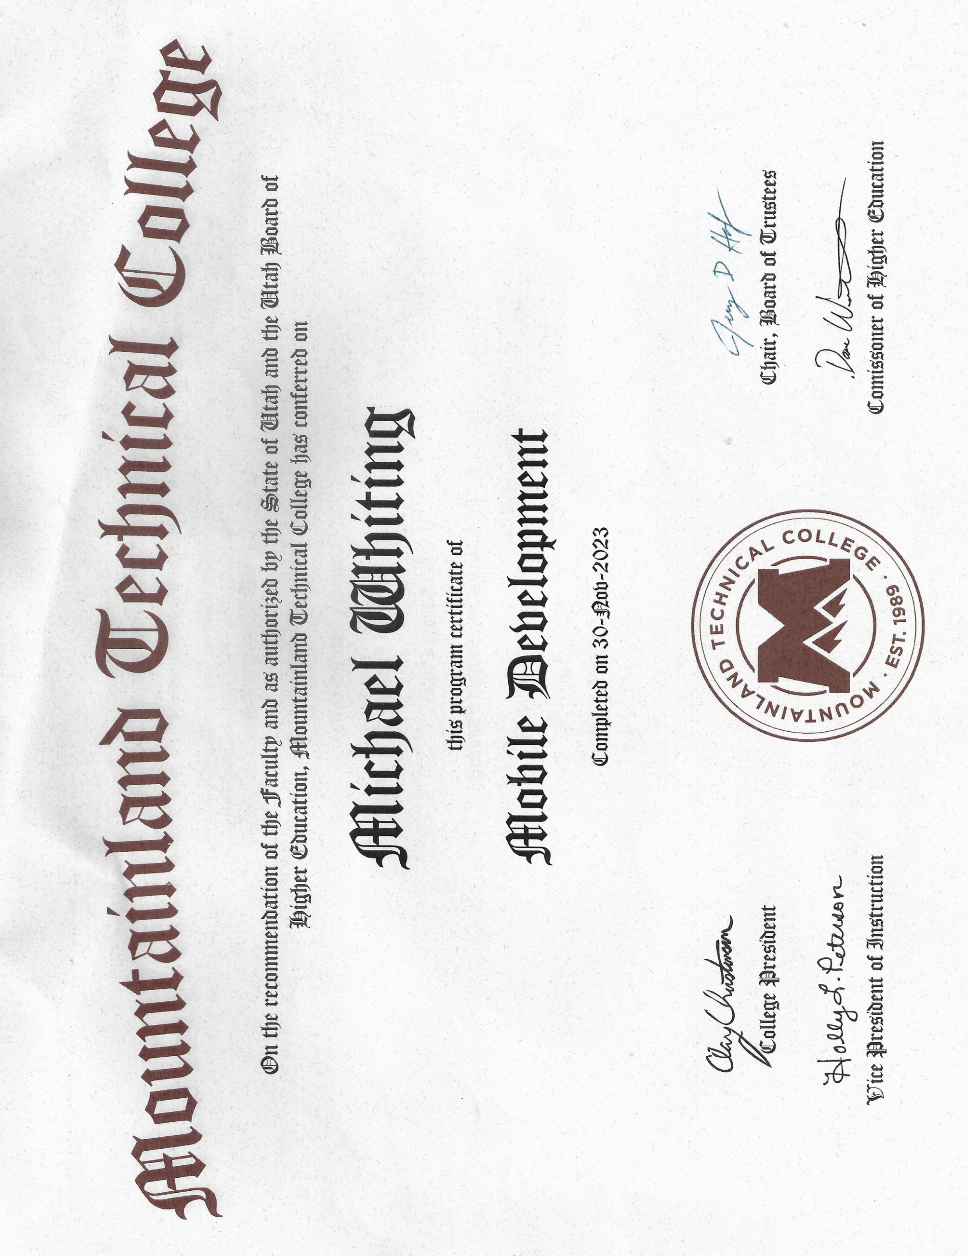 Mountainland Technical College
On the recommendation of the Faculty and as authorized by the State of Utah and the Utah Board of
Higher Education, Mountainland Technical College has conferred on
Michael Whiting
this program certificate of
Mobile Development
Completed on 30-Nov-2023
Clay Christensen
College President
Holly L. Peterson
Vice President of Instruction
MOUNTAINLAND TECHNICAL COLLEGE · EST. 1989 ·
M
Chair, Board of Trustees
Comissoner of Higher Education